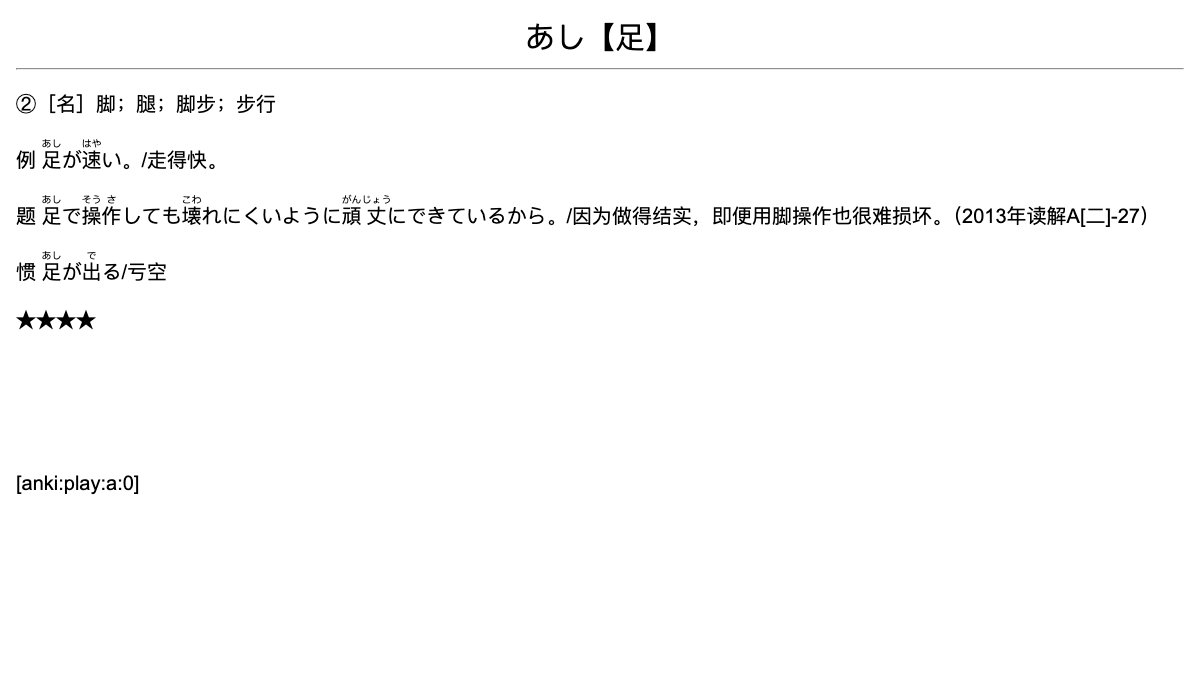 あし【足】
②［名］脚；腿；脚步；步行
あし はや
例 足が速い。/走得快。
あし そう さ こわ がんじょう
题 足で操作しても壊れにくいように頑丈にできているから。/因为做得结实，即便用脚操作也很难损坏。（2013年读解A[二]-27）
あし で
惯 足が出る/亏空
★★★★
[anki:play:a:0]